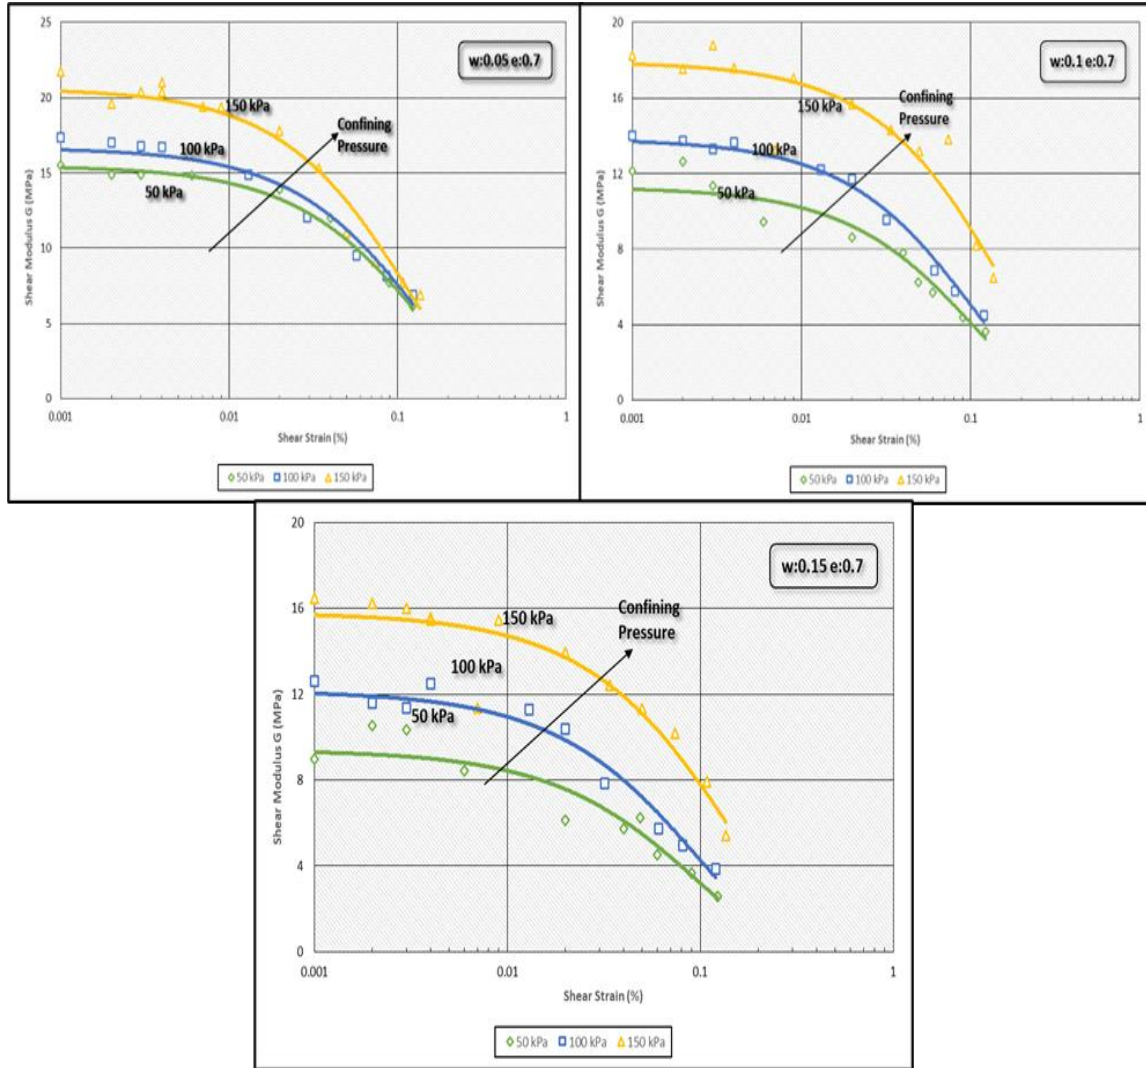 25
20
15
10
5
0
Shear Modulus G (MPa)
w:0.05 e:0.7
150 kPa
Confining
Pressure
100 kPa
50 kPa
0.001 0.01 0.1 1
Shear Strain (%)
50 kPa 100 kPa 150 kPa
20
16
12
8
4
0
Shear Modulus G (MPa)
w:0.1 e:0.7
Confining
Pressure
150 kPa
100 kPa
50 kPa
0.001 0.01 0.1 1
Shear Strain (%)
50 kPa 100 kPa 150 kPa
20
16
12
8
4
0
Shear Modulus G (MPa)
w:0.15 e:0.7
Confining
Pressure
150 kPa
100 kPa
50 kPa
0.001 0.01 0.1 1
Shear Strain (%)
50 kPa 100 kPa 150 kPa